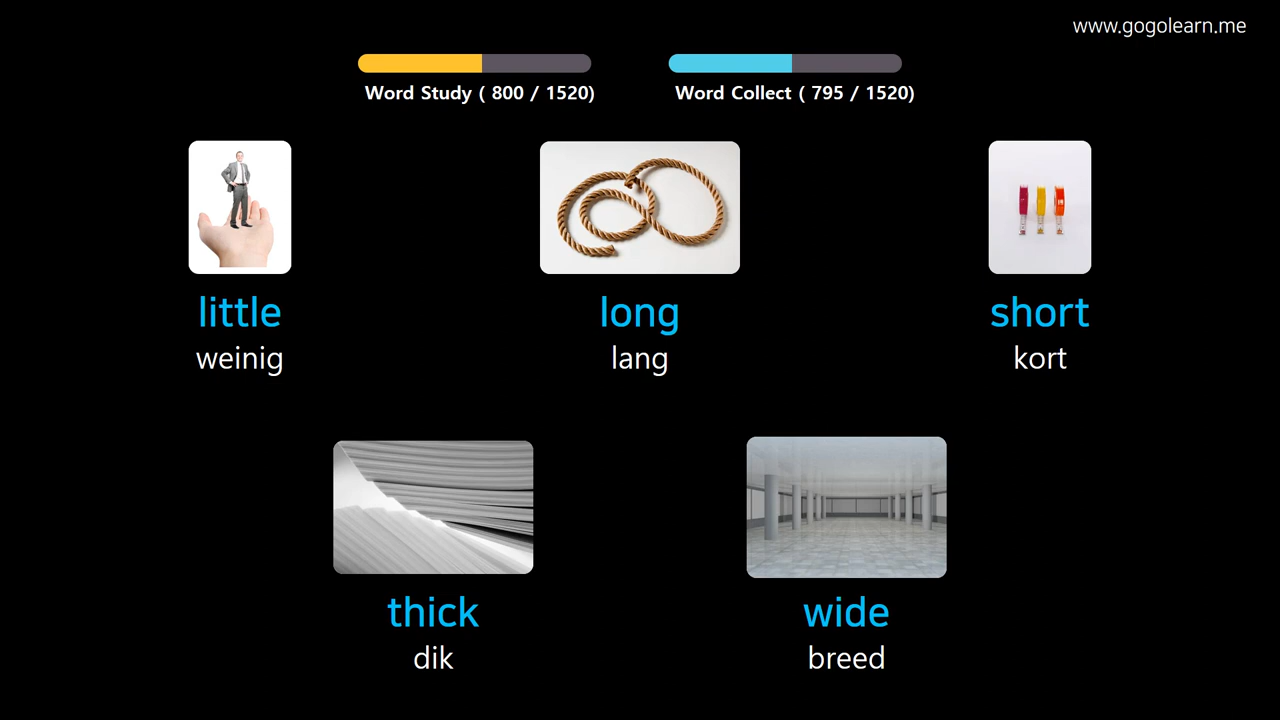 www.gogolearn.me
Word Study ( 800 / 1520)
Word Collect ( 795 / 1520)
little
weinig
long
lang
short
kort
thick
dik
wide
breed